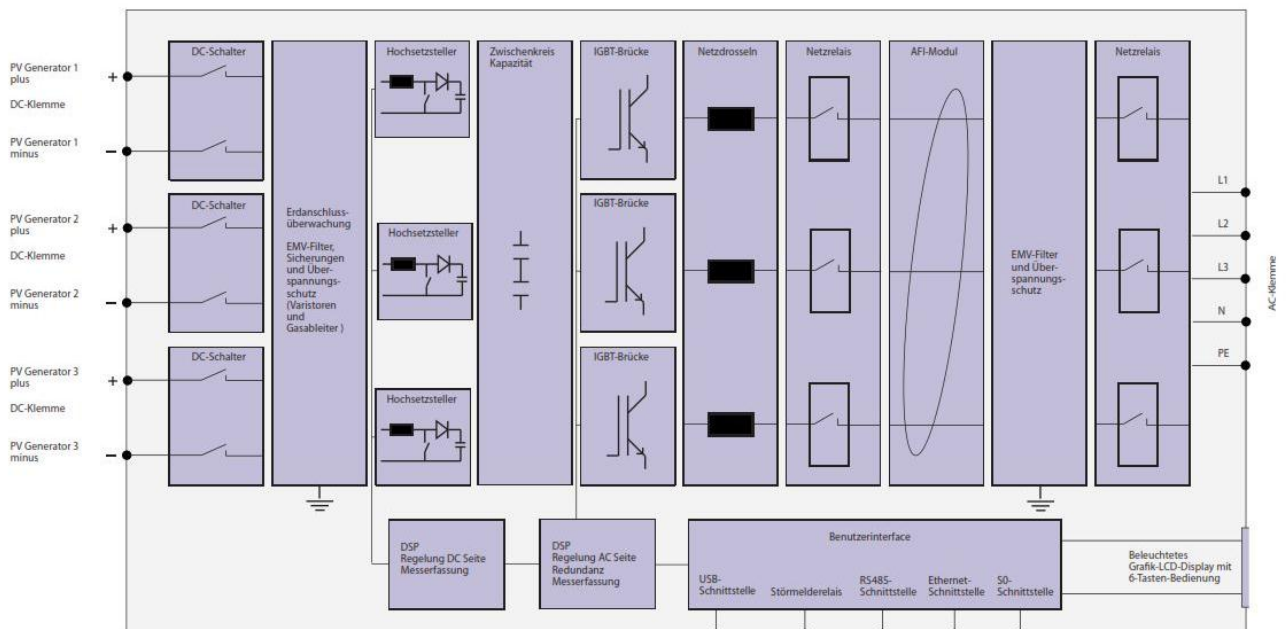 DC-Schalter
Hochsetzsteller
Zwischenkreis
Kapazität
IGBT-Brücke
Netzdrosseln
Netzrelais
AFI-Modul
Netzrelais
PV Generator 1
plus
+
DC-Klemme
PV Generator 1
minus
−
DC-Schalter
PV Generator 2
plus
+
DC-Klemme
PV Generator 2
minus
−
DC-Schalter
PV Generator 3
plus
+
DC-Klemme
PV Generator 3
minus
−
Erdanschluss-
überwachung
EMV-Filter,
Sicherungen
und Über-
spannungs-
schutz
(Varistoren
und
Gasableiter )
Hochsetzsteller
Hochsetzsteller
IGBT-Brücke
IGBT-Brücke
EMV-Filter
und Über-
spannungs-
schutz
L1
L2
L3
N
PE
AC-Klemme
DSP
Regelung DC Seite
Messerfassung
DSP
Regelung AC Seite
Redundanz
Messerfassung
Benutzerinterface
USB-
Schnittstelle
Störmelderelais
RS485-
Schnittstelle
Ethernet-
Schnittstelle
S0-
Schnittstelle
Beleuchtetes
Grafik-LCD-Display mit
6-Tasten-Bedienung